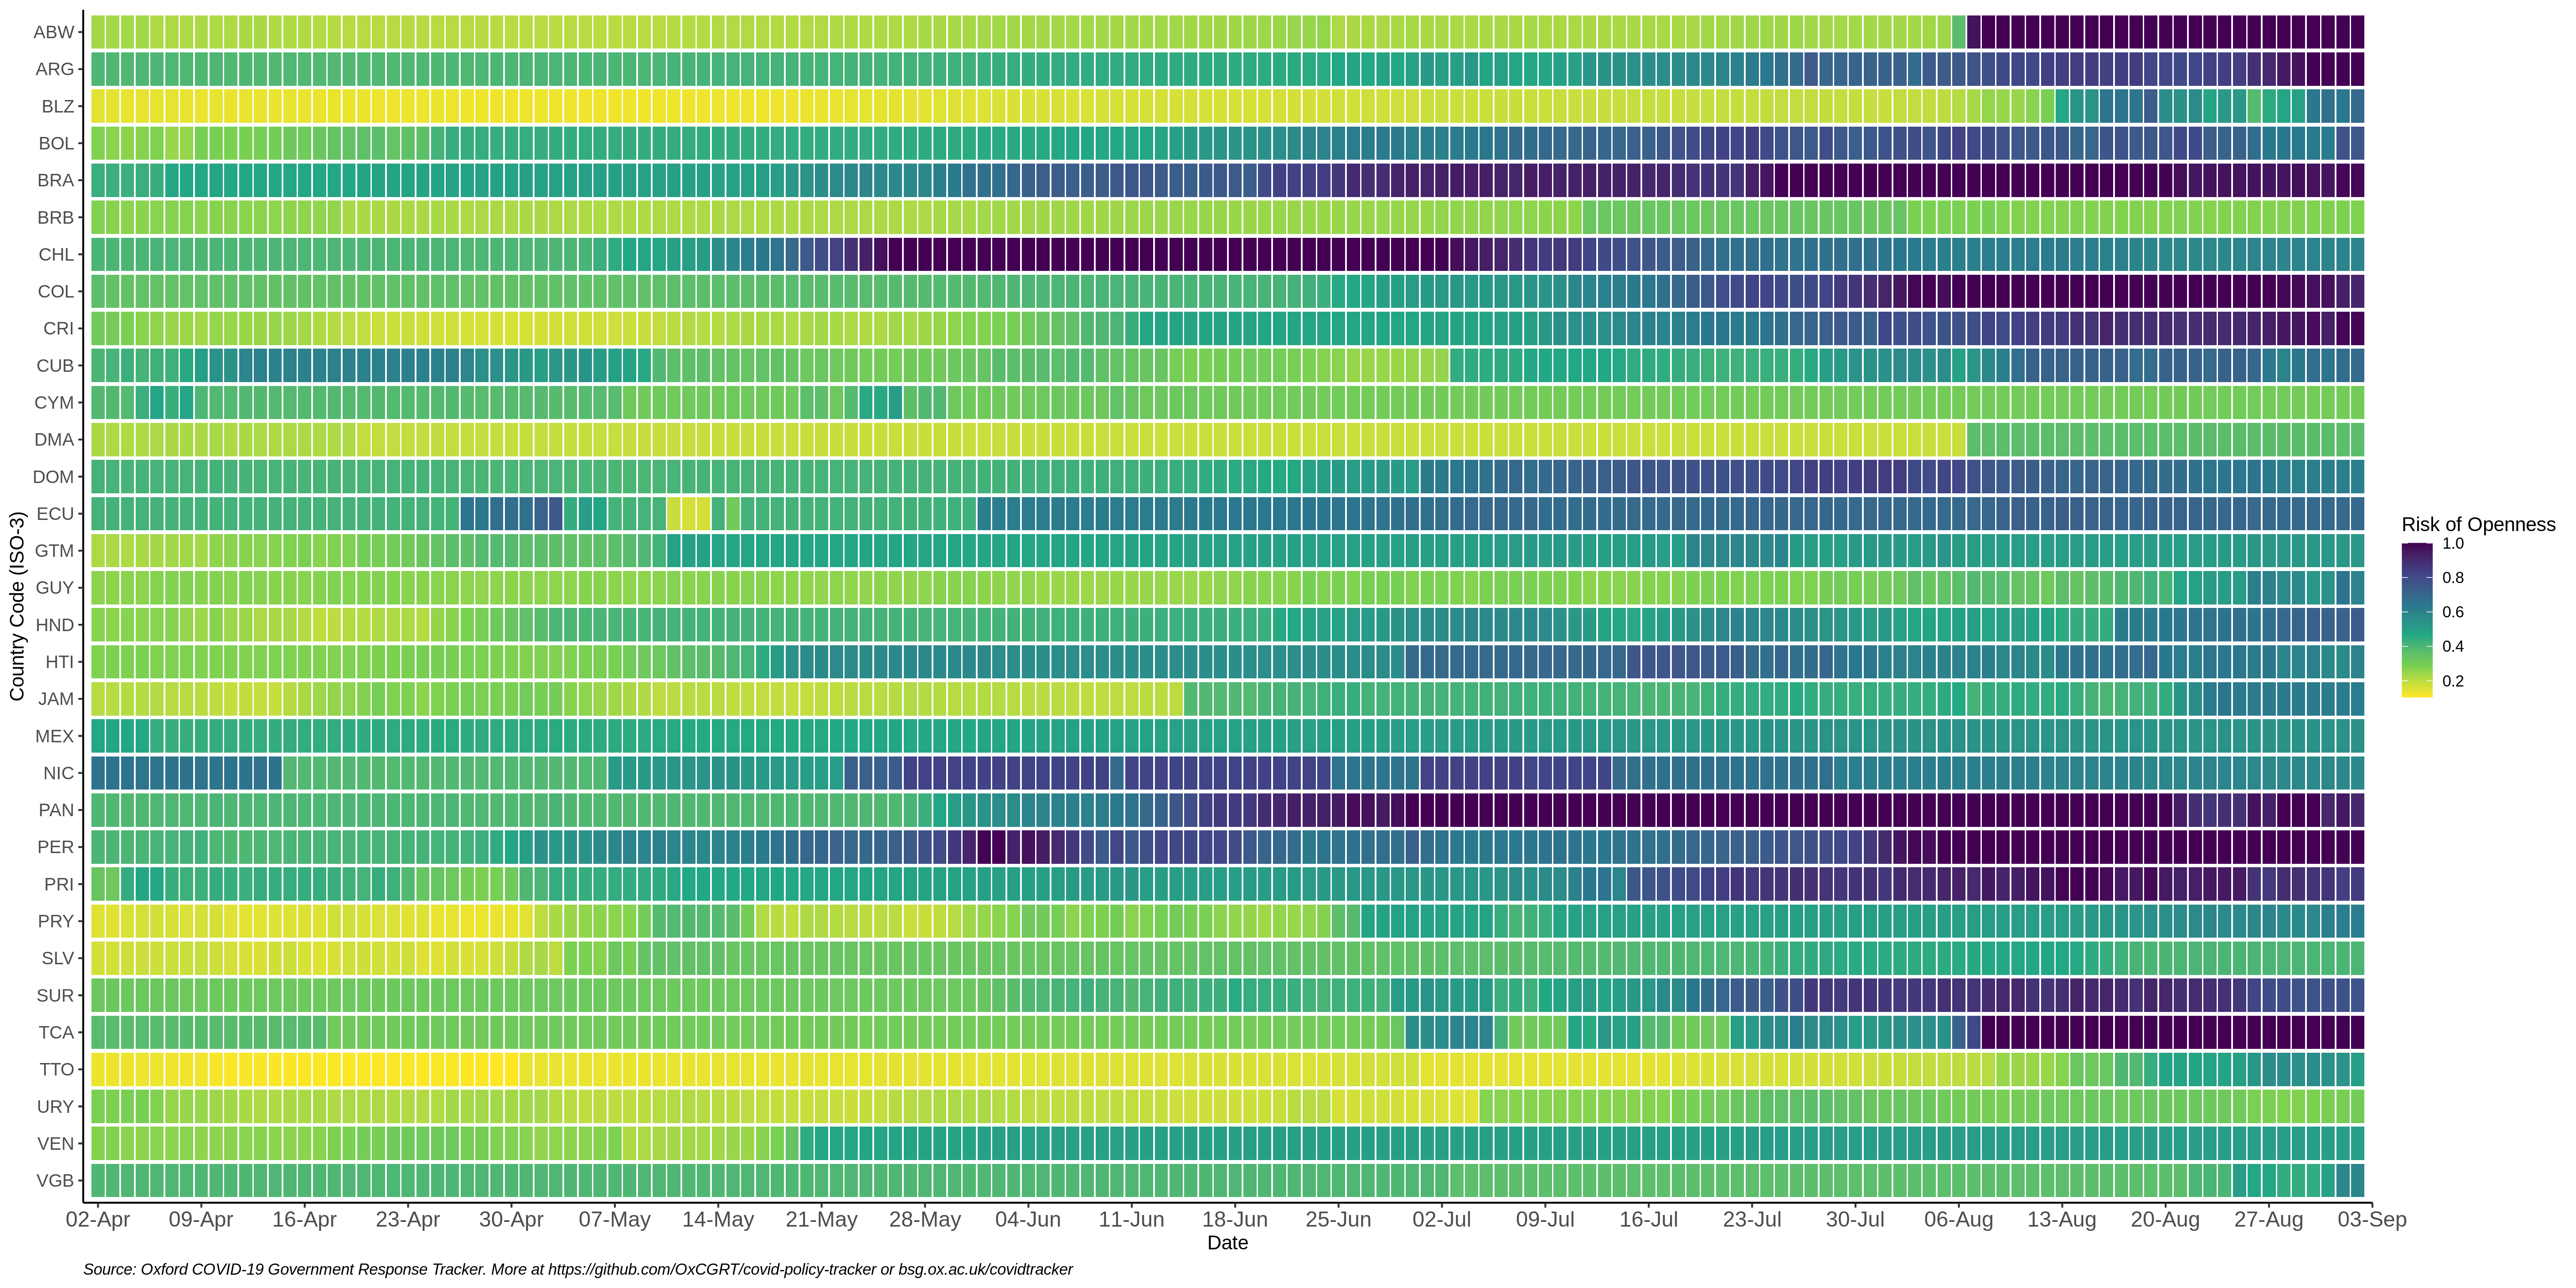 ABW
ARG
BLZ
BOL
BRA
BRB
CHL
COL
CRI
CUB
CYM
DMA
DOM
ECU
GTM
GUY
HND
HTI
JAM
MEX
NIC
PAN
PER
PRI
PRY
SLV
SUR
TCA
TTO
URY
VEN
VGB
Country Code (ISO-3)
02-Apr 09-Apr 16-Apr 23-Apr 30-Apr 07-May 14-May 21-May 28-May 04-Jun 11-Jun 18-Jun 25-Jun 02-Jul 09-Jul 16-Jul 23-Jul 30-Jul 06-Aug 13-Aug 20-Aug 27-Aug 03-Sep
Date
Risk of Openness
1.0
0.8
0.6
0.4
0.2
Source: Oxford COVID-19 Government Response Tracker. More at https://github.com/OxCGRT/covid-policy-tracker or bsg.ox.ac.uk/covidtracker